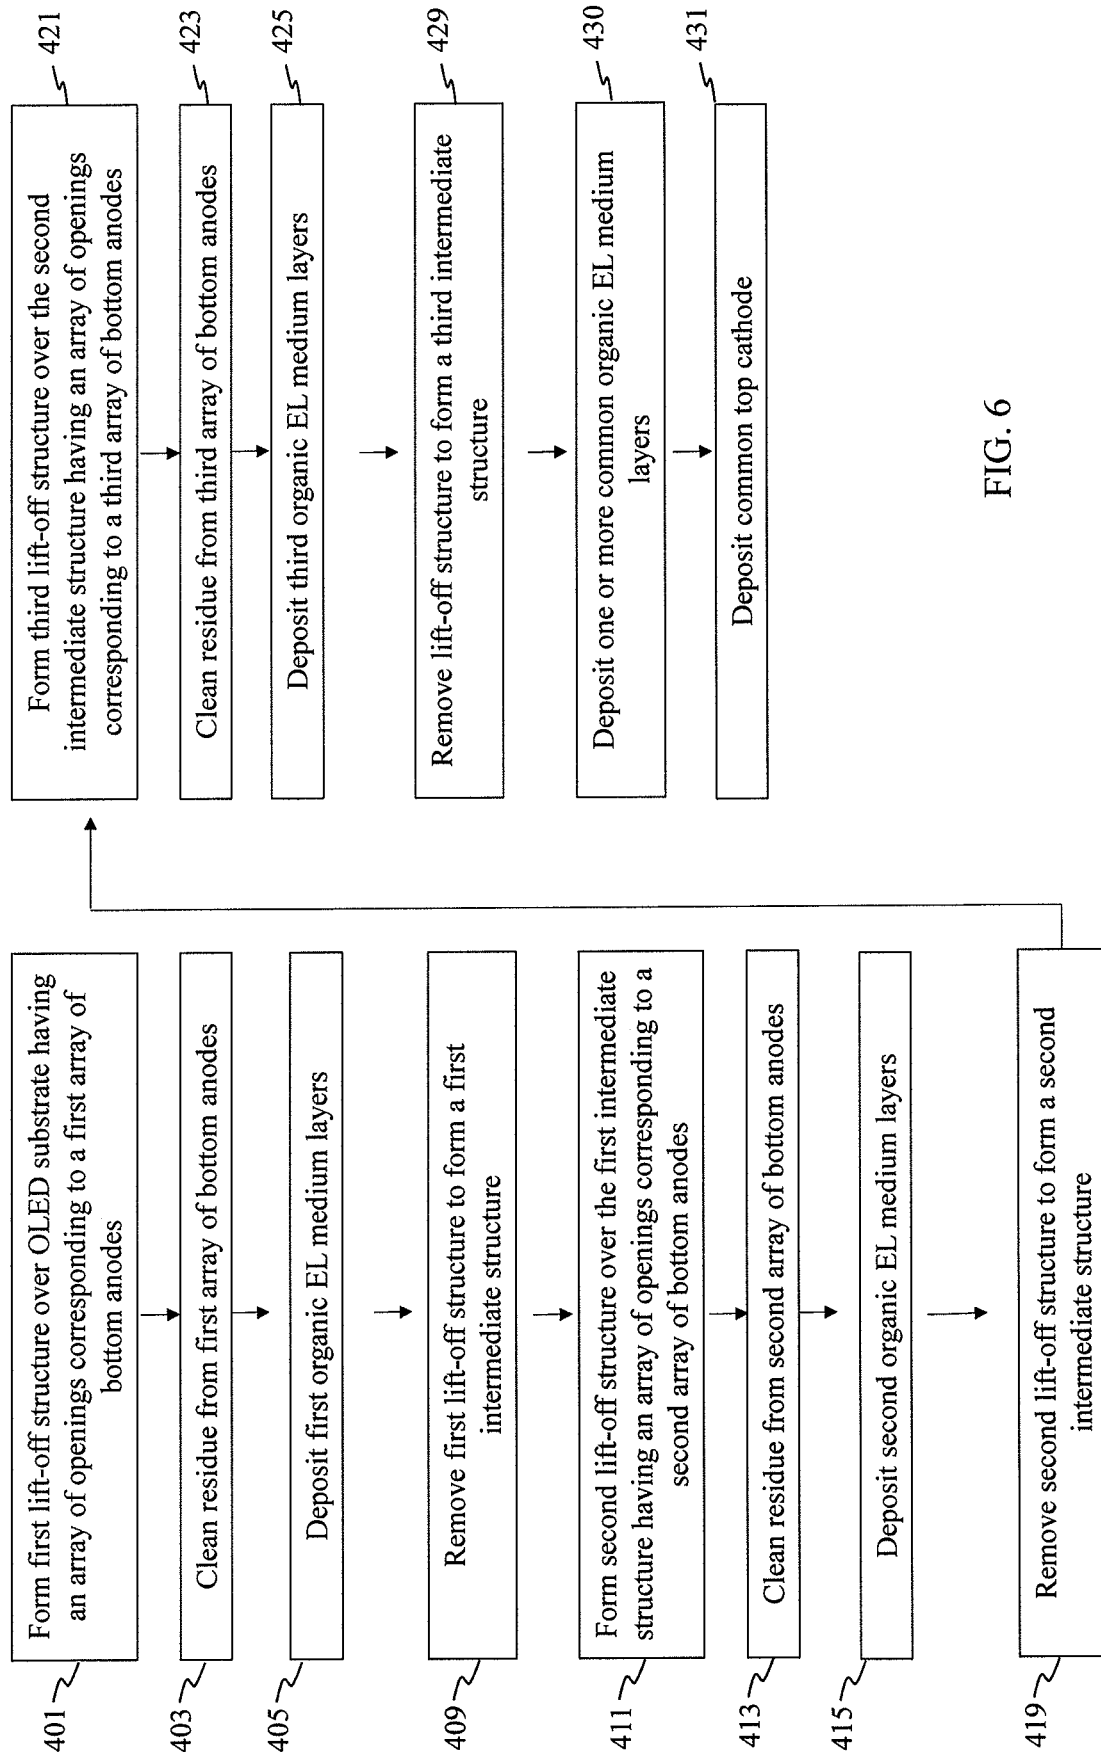 401
Form first lift-off structure over OLED substrate having
an array of openings corresponding to a first array of
bottom anodes
403
Clean residue from first array of bottom anodes
405
Deposit first organic EL medium layers
409
Remove first lift-off structure to form a first
intermediate structure
411
Form second lift-off structure over the first intermediate
structure having an array of openings corresponding to a
second array of bottom anodes
413
Clean residue from second array of bottom anodes
415
Deposit second organic EL medium layers
419
Remove second lift-off structure to form a second
intermediate structure
421
Form third lift-off structure over the second
intermediate structure having an array of openings
corresponding to a third array of bottom anodes
423
Clean residue from third array of bottom anodes
425
Deposit third organic EL medium layers
429
Remove lift-off structure to form a third intermediate
structure
430
Deposit one or more common organic EL medium
layers
431
Deposit common top cathode
FIG. 6